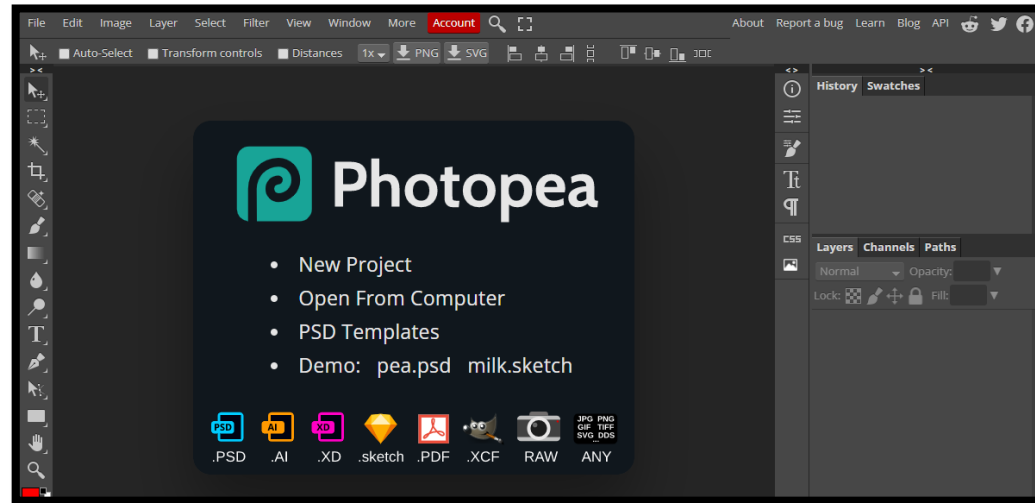 File Edit Image Layer Select Filter View Window More Account About Report a bug Learn Blog API
Auto-Select Transform controls Distances 1x PNG SVG
> < < > > <
History Swatches
Photopea
New Project
Open From Computer
PSD Templates
Demo: pea.psd milk.sketch
PSD AI XD JPG PNG
GIF TIFF
SVG DDS
...
.PSD .AI .XD .sketch .PDF .XCF RAW ANY
T
Tt
¶
CSS
Layers Channels Paths
Normal Opacity:
Lock: Fill: